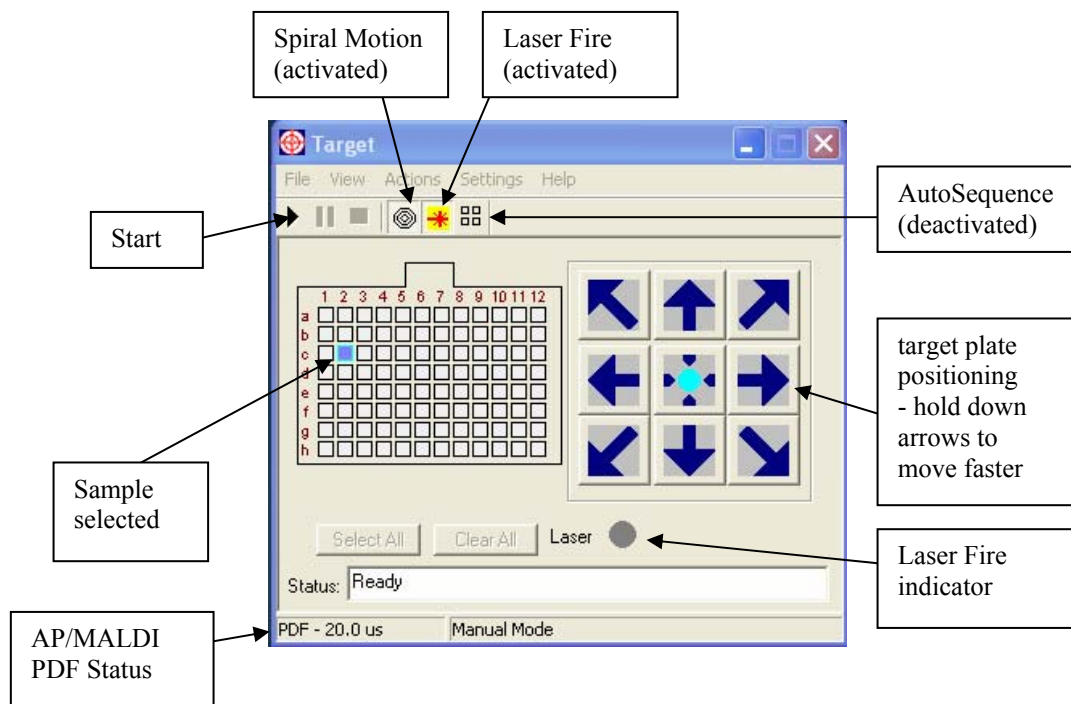 Spiral Motion
(activated)
Laser Fire
(activated)
Target
File View Actions Settings Help
AutoSequence
(deactivated)
Start
1 2 3 4 5 6 7 8 9 10 11 12
a
b
c
d
e
f
g
h
target plate
positioning
- hold down
arrows to
move faster
Sample
selected
Select All Clear All Laser
Laser Fire
indicator
Status: Ready
PDF - 20.0 us Manual Mode
AP/MALDI
PDF Status